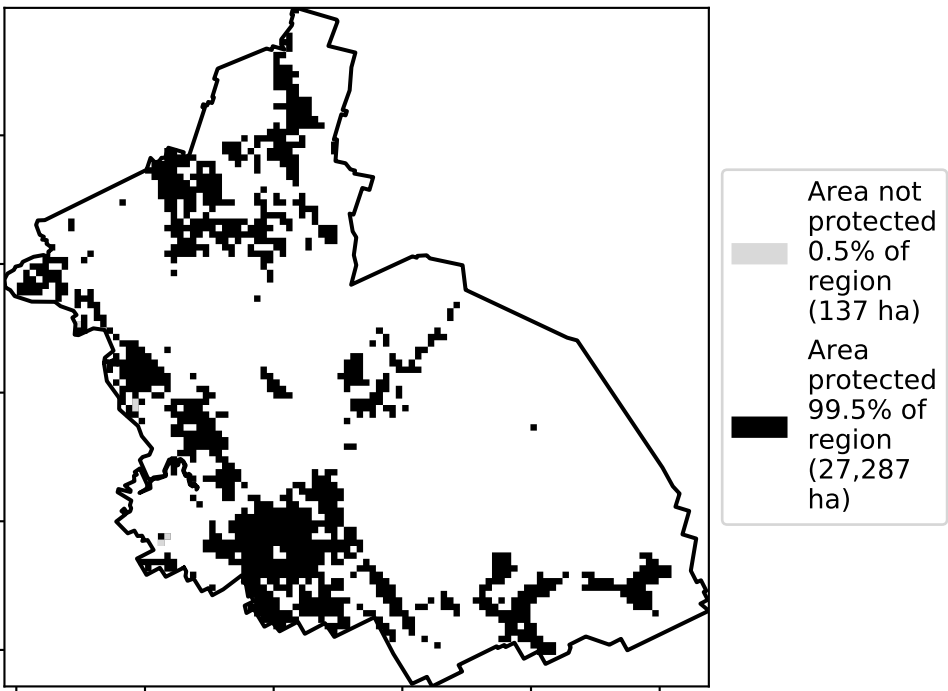 Area not
protected
0.5% of
region
(137 ha)
Area
protected
99.5% of
region
(27,287
ha)